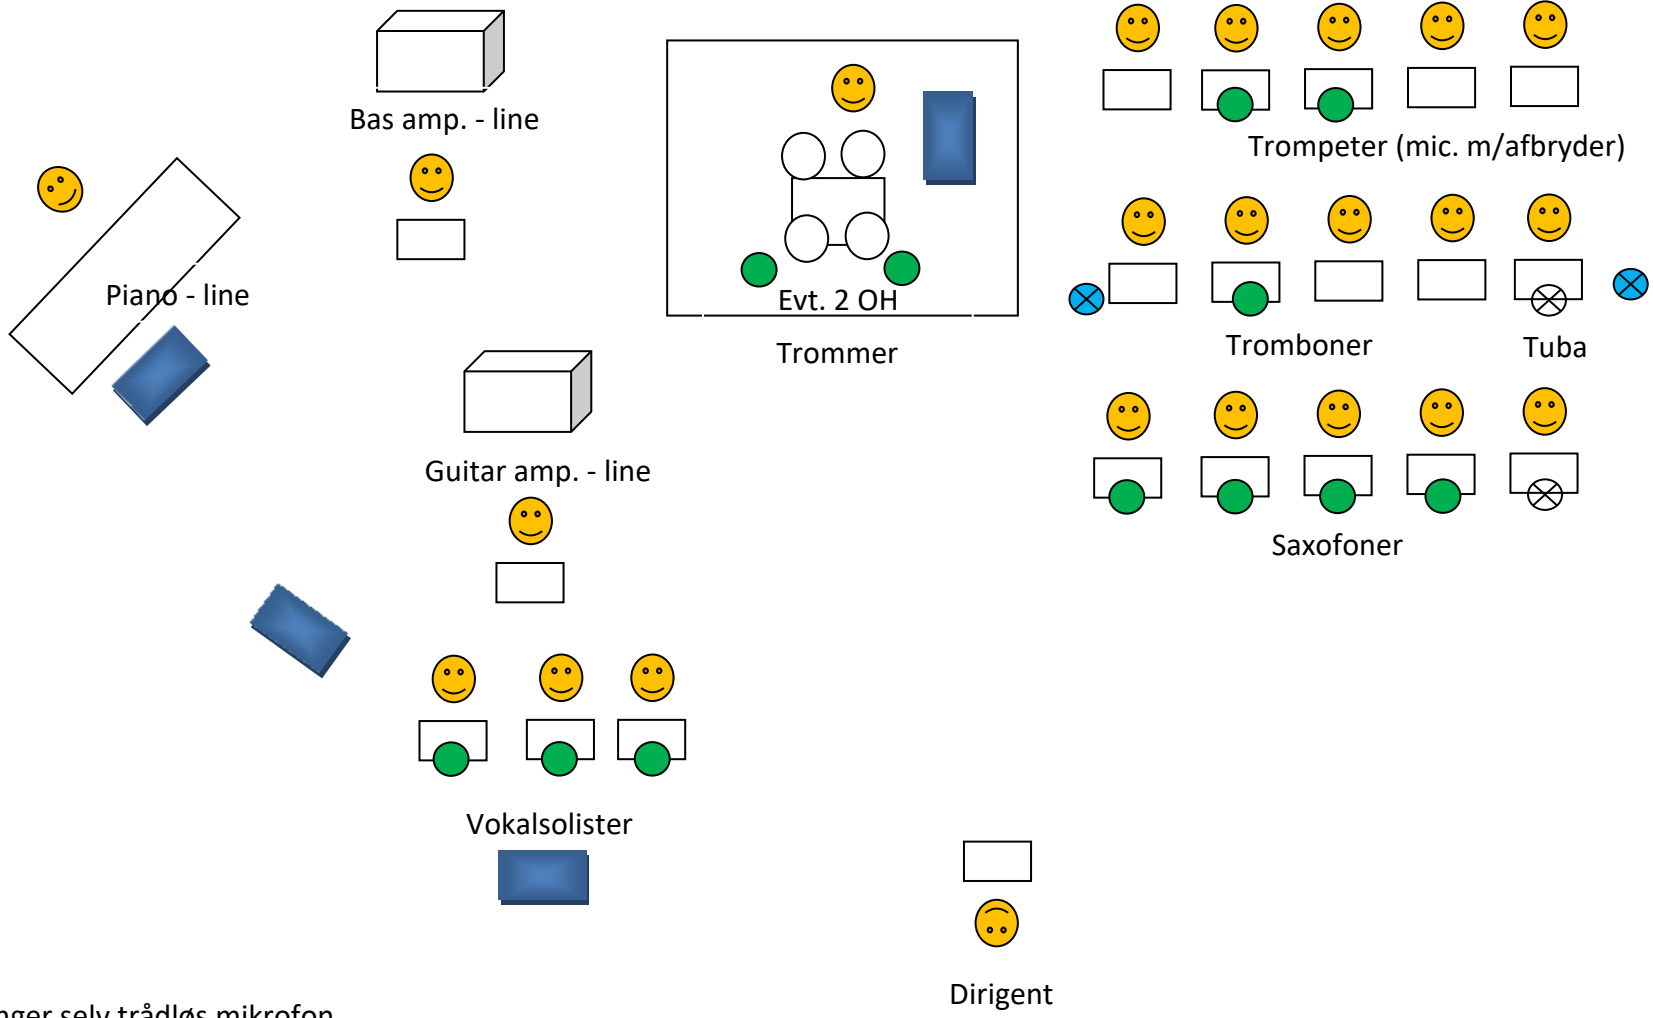 Bas amp. - line
Trompeter (mic. m/afbryder)
Piano - line
Evt. 2 OH
Trommer
Tromboner
Tuba
Guitar amp. - line
Saxofoner
Vokalsolister
Dirigent
selv trådløs mikrofon